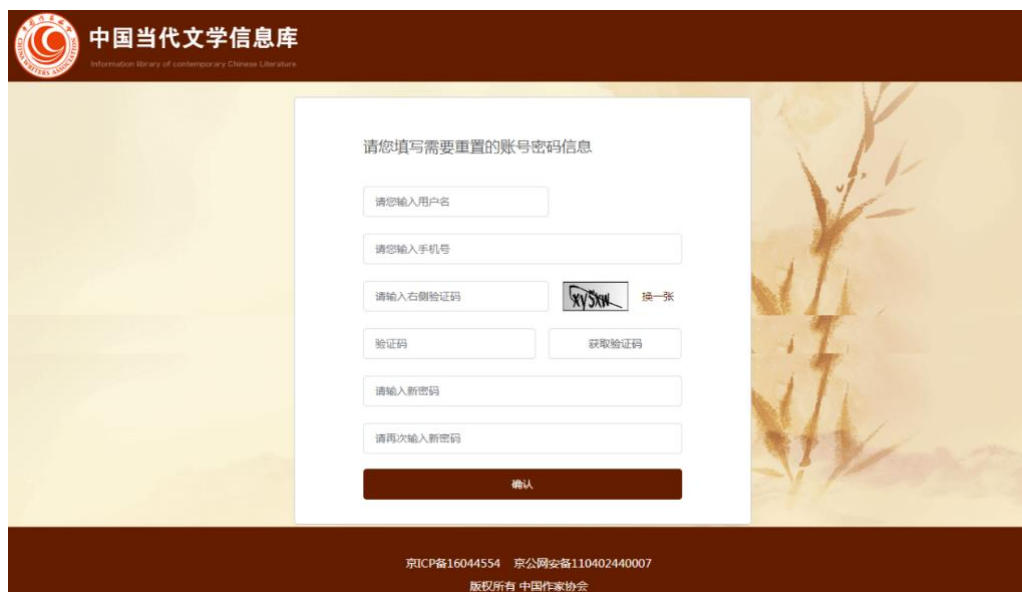 中国当代文学信息库
Information library of contemporary Chinese Literature
CHINA WRITERS ASSOCIATION
请您填写需要重置的账号密码信息
请您输入用户名
请您输入手机号
请输入右侧验证码
换一张
验证码 获取验证码
请输入新密码
请再次输入新密码
确认
京ICP备16044554 京公网安备110402440007
版权所有 中国作家协会